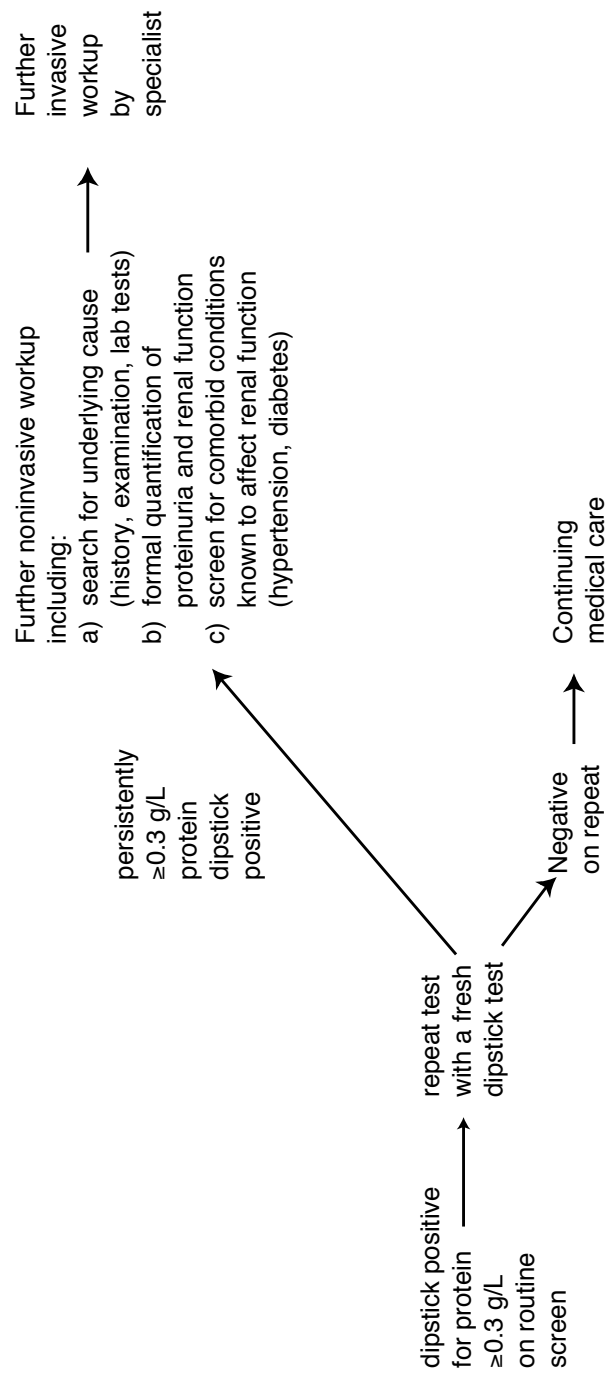 dipstick positive
for protein
≥0.3 g/L
on routine
screen
repeat test
with a fresh
dipstick test
persistently
≥0.3 g/L
protein
dipstick
positive
Negative
on repeat
Further noninvasive workup
including:
a) search for underlying cause
(history, examination, lab tests)
b) formal quantification of
proteinuria and renal function
c) screen for comorbid conditions
known to affect renal function
(hypertension, diabetes)
Continuing
medical care
Further
invasive
workup
by
specialist